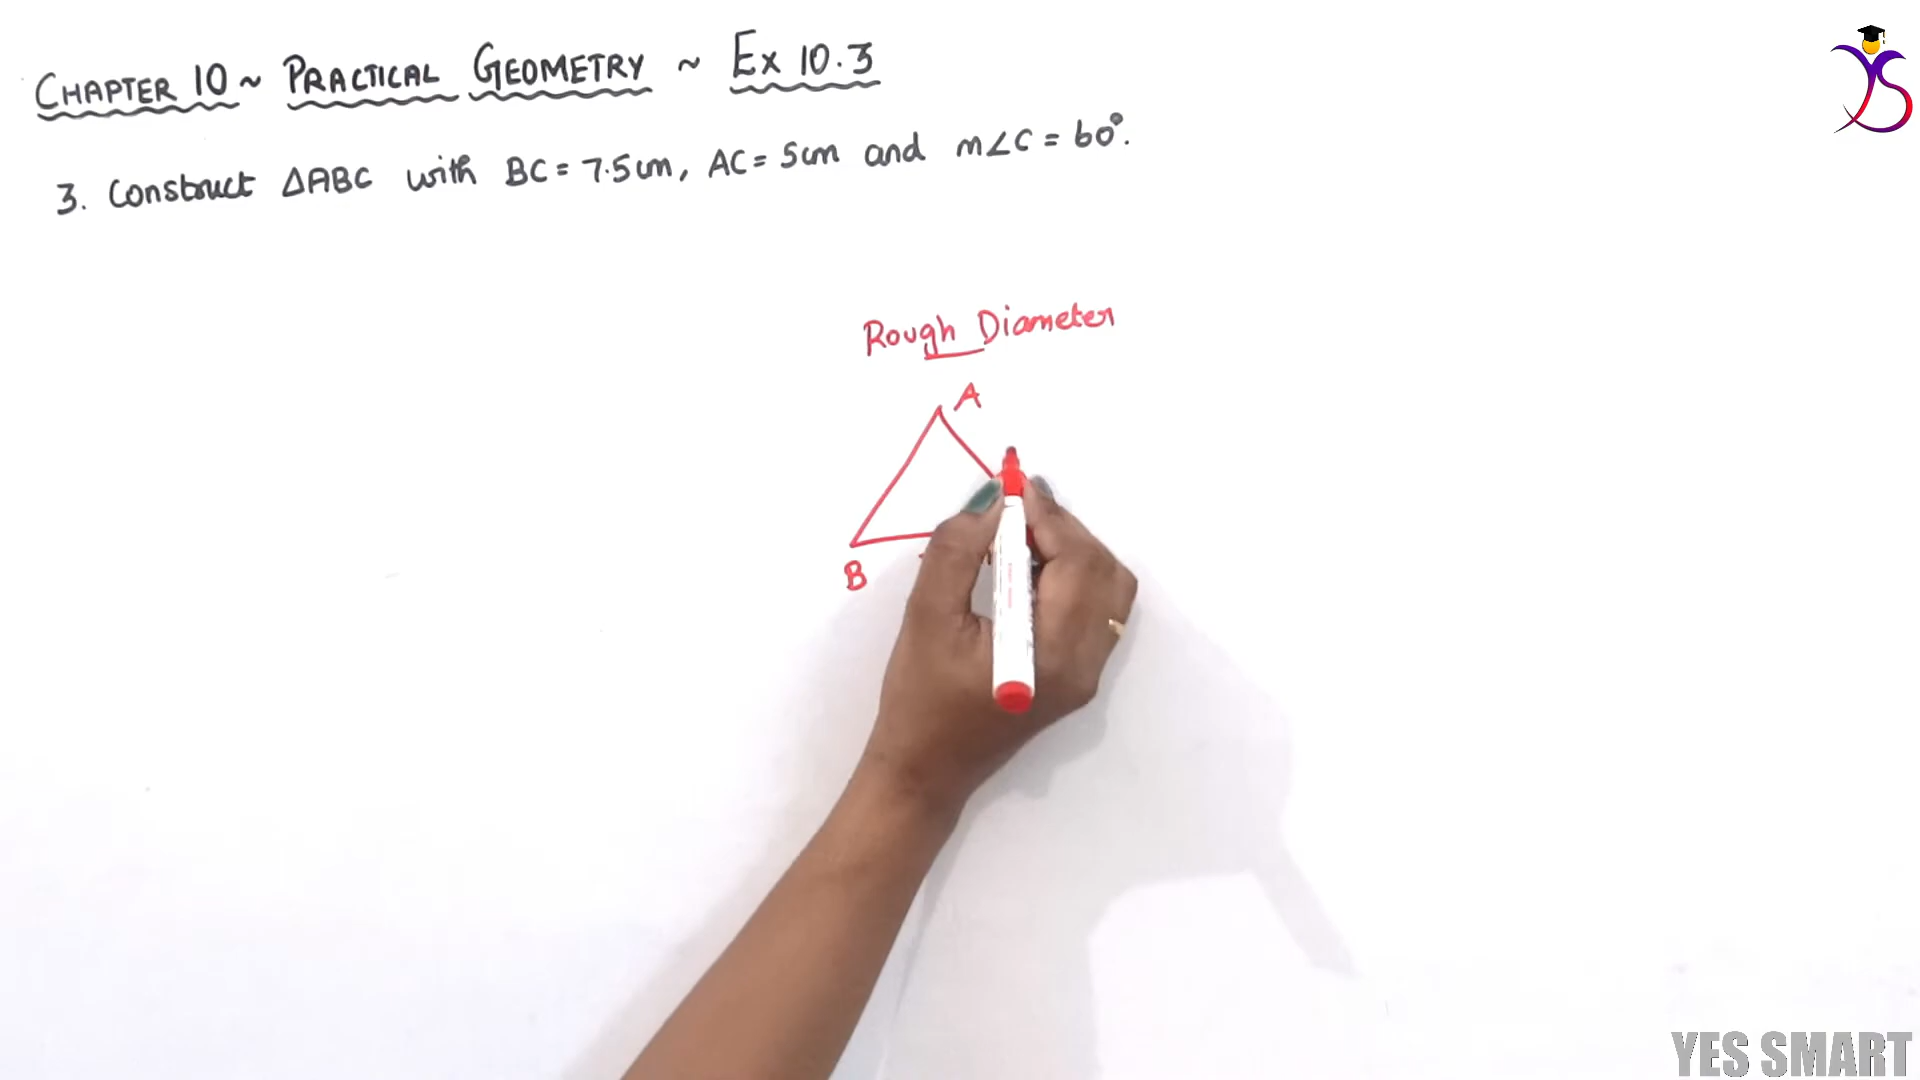 CHAPTER 10 ~ PRACTICAL GEOMETRY ~ Ex 10.3
3. Construct ΔABC with BC = 7.5cm, AC = 5cm and m∠C = 60°.
Rough Diameter
A
B
YES SMART